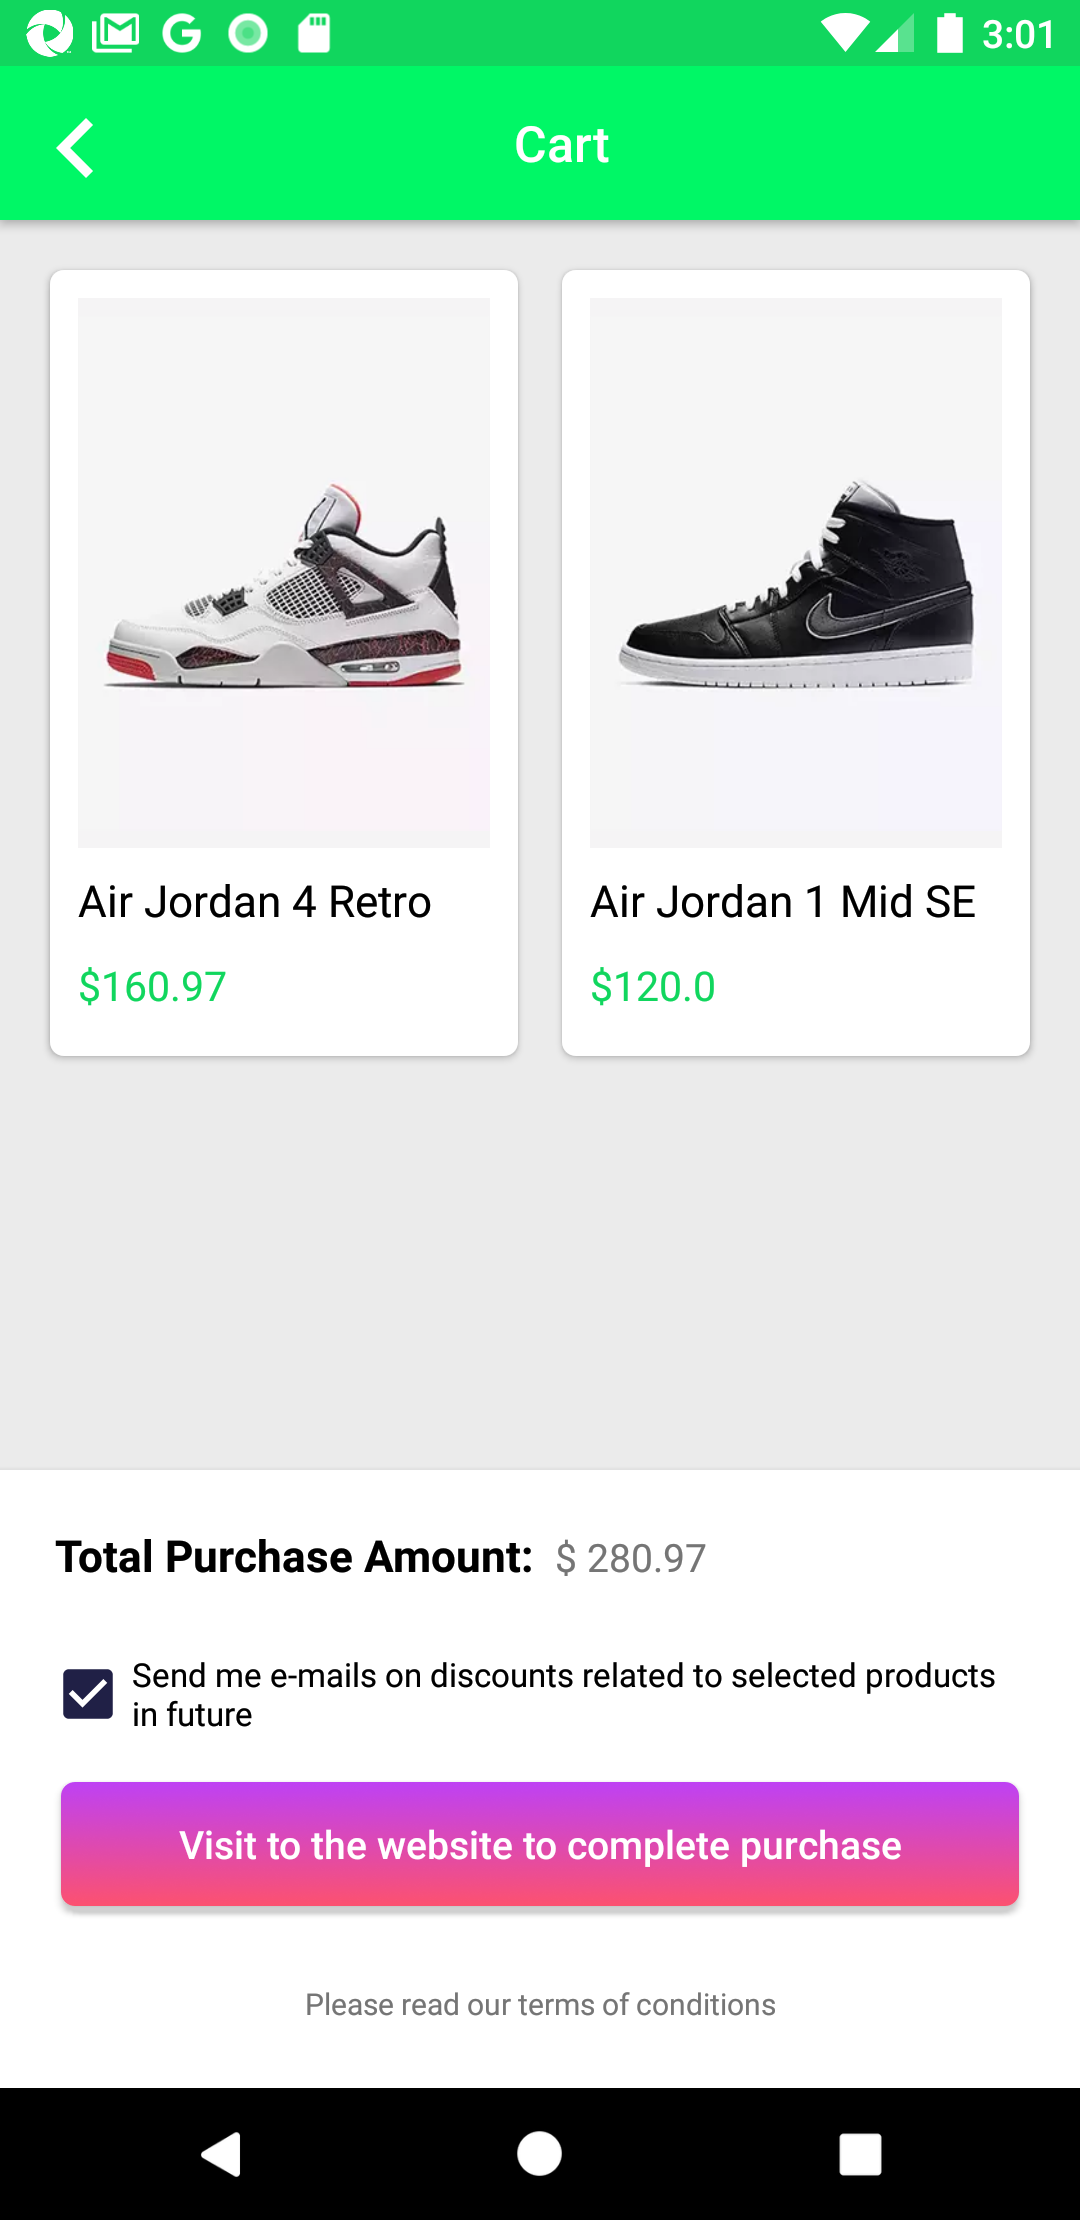 3:01
Cart
Air Jordan 4 Retro
$160.97
Air Jordan 1 Mid SE
$120.0
Total Purchase Amount: $ 280.97
Send me e-mails on discounts related to selected products
in future
Visit to the website to complete purchase
Please read our terms of conditions